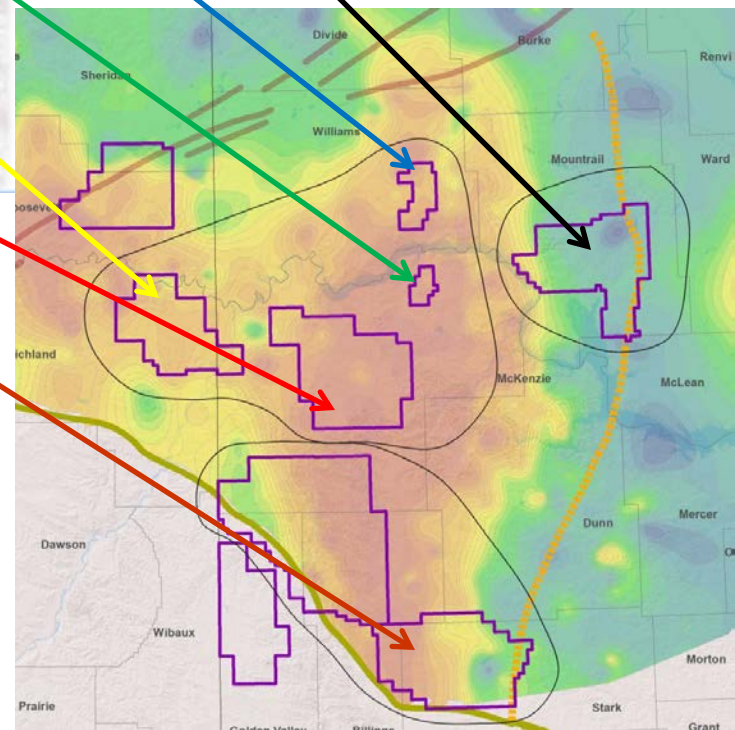 Divide
Burke
Renvi
Sheridan
Williams
Mountrail
Ward
oosevel
ichland
McKenzie
McLean
Dunn
Mercer
Dawson
Wibaux
Morton
Prairie
Stark
Golden Valley
Billings
Grant